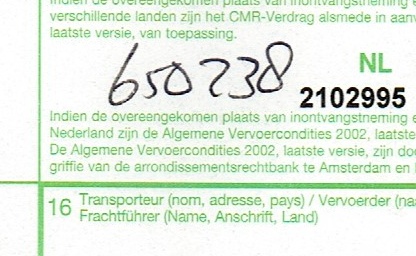 Indien de overeengekomen plaats van inontvangstneming e
verschillende landen zijn het CMR-Verdrag alsmede in aanv
laatste versie, van toepassing.
650238
NL
2102995
Indien de overeengekomen plaats van inontvangstneming e
Nederland zijn de Algemene Vervoercondities 2002, laatste
De Algemene Vervoercondities 2002, laatste versie, zijn doo
griffie van de arrondissementsrechtbank te Amsterdam en
16 Transporteur (nom, adresse, pays) / Vervoerder (na
Frachtführer (Name, Anschrift, Land)